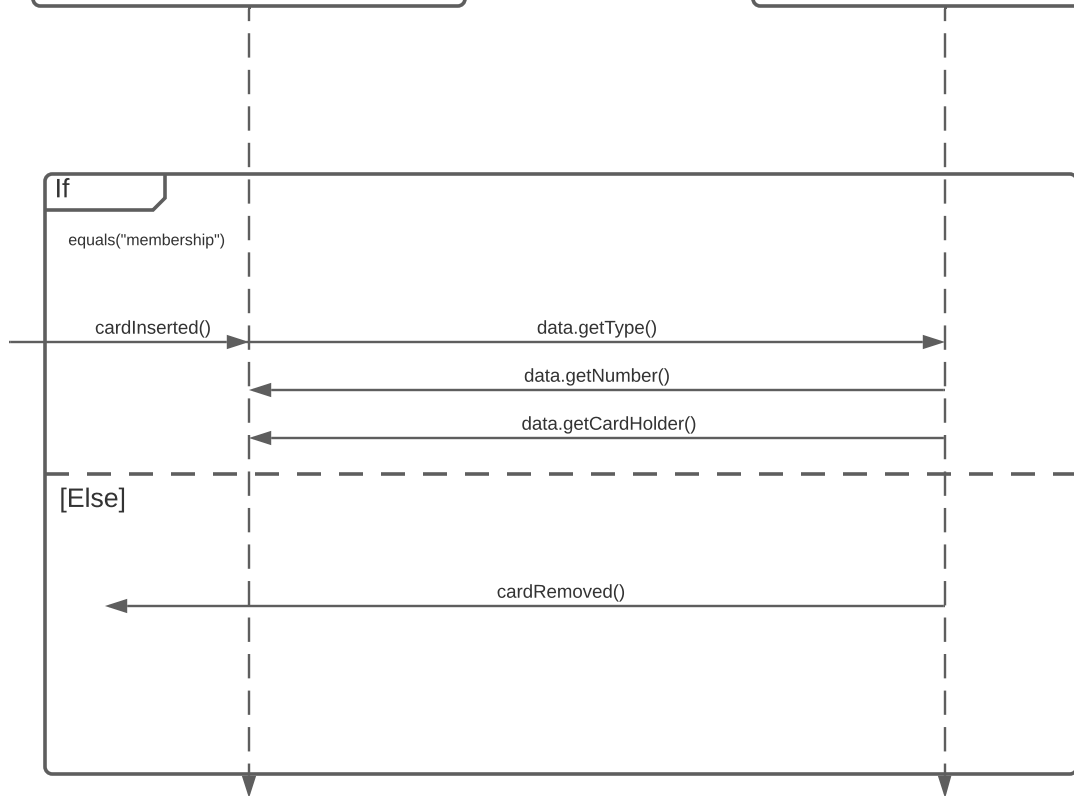 If
equals("membership")
cardInserted()
data.getType()
data.getNumber()
data.getCardHolder()
[Else]
cardRemoved()